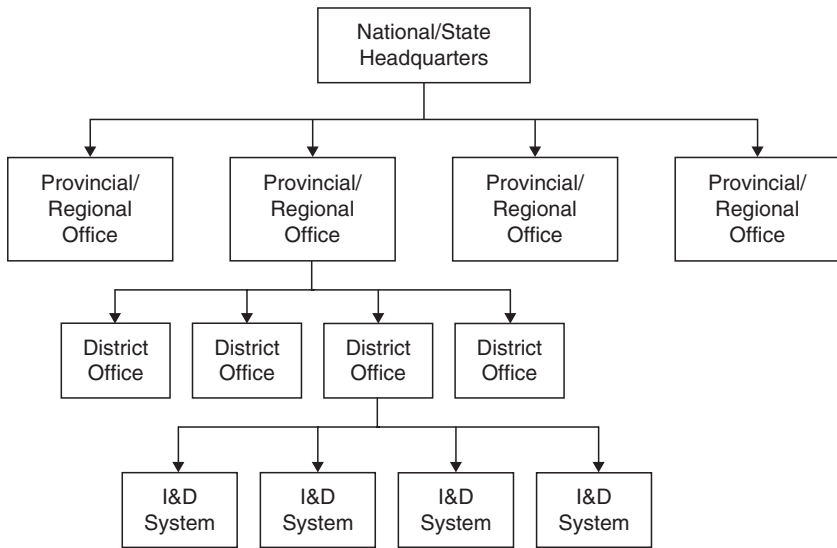 National/State
Headquarters
Provincial/
Regional
Office
Provincial/
Regional
Office
Provincial/
Regional
Office
Provincial/
Regional
Office
District
Office
District
Office
District
Office
District
Office
I&D
System
I&D
System
I&D
System
I&D
System